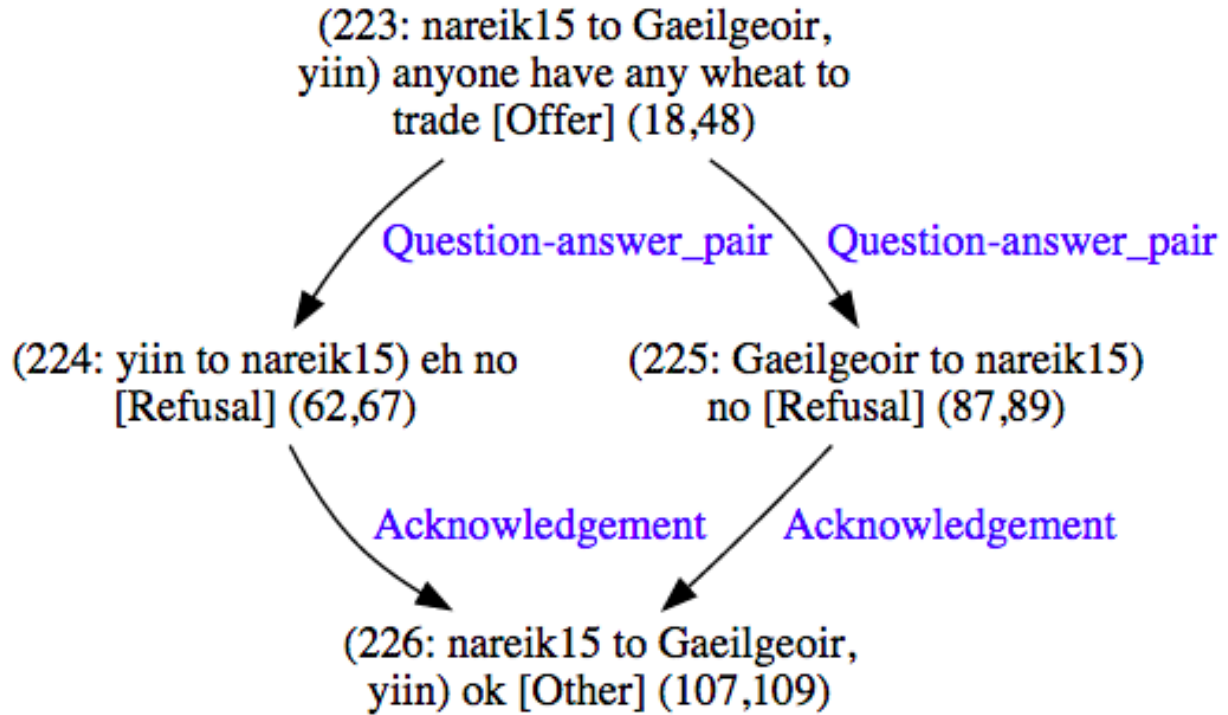 (223: nareik15 to Gaeilgeoir,
yiin) anyone have any wheat to
trade [Offer] (18,48)
Question-answer_pair
Question-answer_pair
(224: yiin to nareik15) eh no
[Refusal] (62,67)
(225: Gaeilgeoir to nareik15)
no [Refusal] (87,89)
Acknowledgement
Acknowledgement
(226: nareik15 to Gaeilgeoir,
yiin) ok [Other] (107,109)